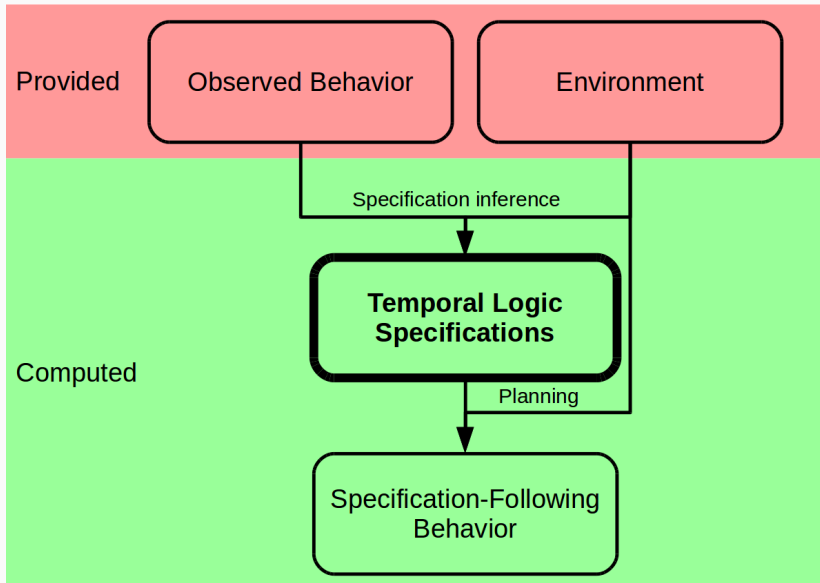 Provided
Observed Behavior
Environment
Specification inference
Temporal Logic
Specifications
Computed
Planning
Specification-Following
Behavior